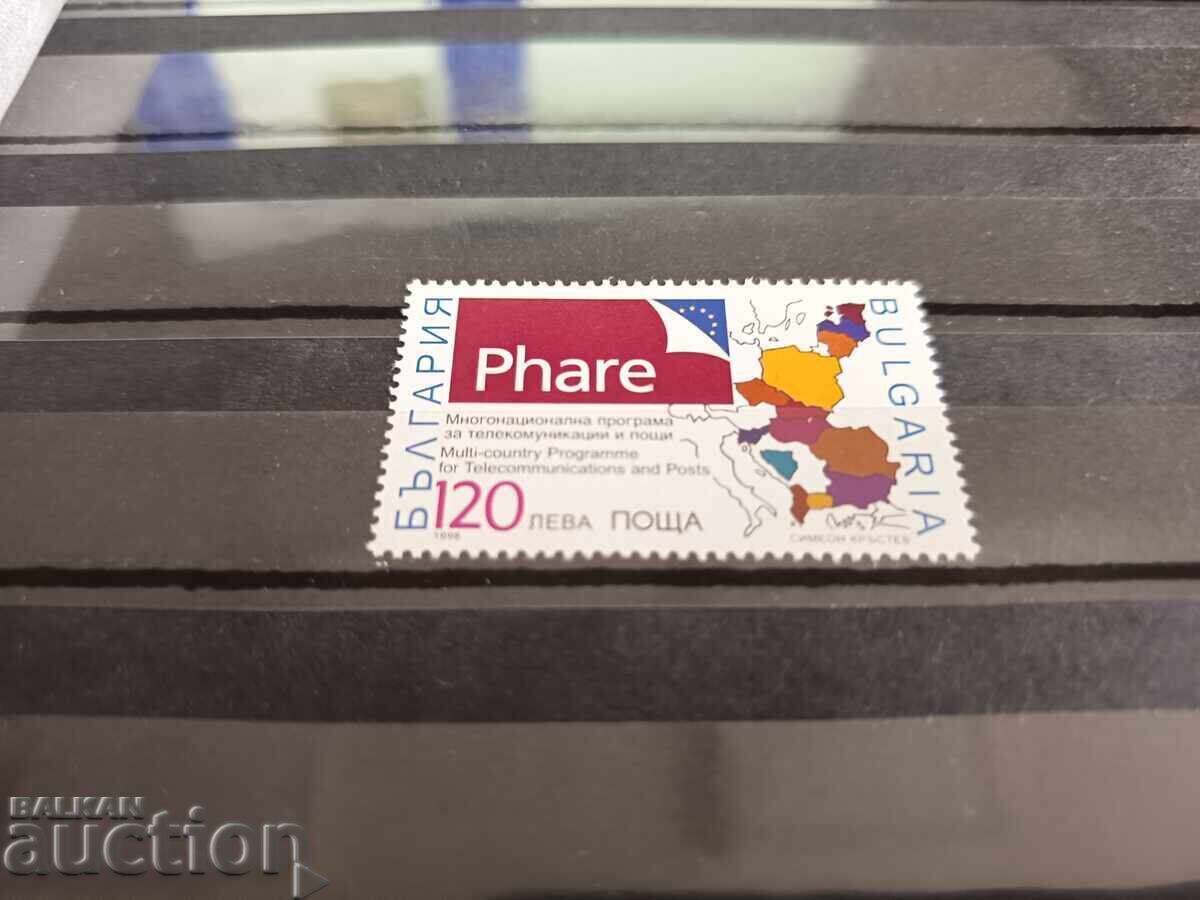 БЪЛГАРИЯ
Phare
BULGARIA
Многонационална програма
за телекомуникации и пощи
Multi-country Programme
for Telecommunications and Posts
120 ЛЕВА ПОЩА
1998
СИМЕОН КРЪСТЕВ
BALKAN
auction